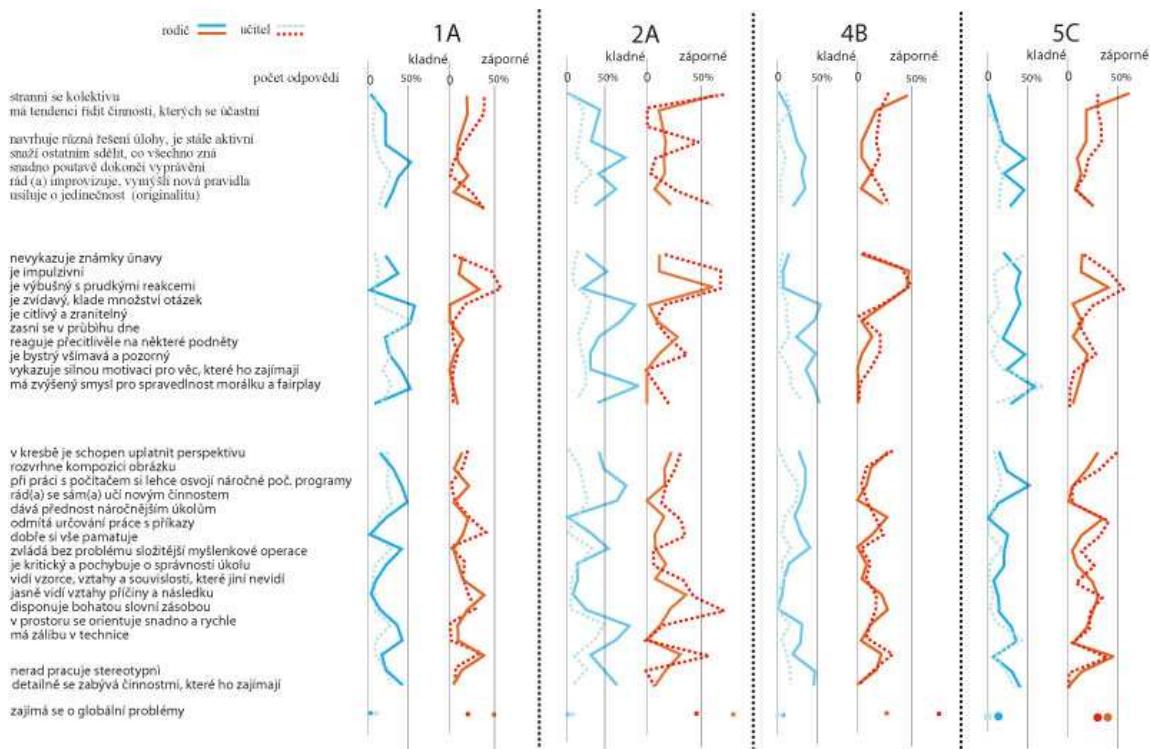 rodič učitel
1A 2A 4B 5C
kladné záporné kladné záporné kladné záporné kladné záporné
počet odpovědí
0 50% 0 50% 0 50% 0 50% 0 50% 0 50% 0 50% 0 50%
stranní se kolektivu
má tendenci řídit činnosti, kterých se účastní
navrhuje různá řešení úlohy, je stále aktivní
snaží ostatním sdělit, co všechno zná
snadno poutavě dokončí vyprávění
rád (a) improvizuje, vymýšlí nová pravidla
usiluje o jedinečnost (originalitu)
nevykazuje známky únavy
je impulzivní
je výbušný s prudkými reakcemi
je zvídavý, klade množství otázek
je citlivý a zranitelný
zasní se v průbìhu dne
reaguje přecitlivěle na některé podněty
je bystrý všímavá a pozorný
vykazuje silnou motivaci pro věc, které ho zajímají
má zvýšený smysl pro spravedlnost morálku a fairplay
v kresbě je schopen uplatnit perspektivu
rozvrhne kompozici obrázku
při práci s počítačem si lehce osvojí náročné poč. programy
rád(a) se sám(a) učí novým činnostem
dává přednost náročnějším úkolům
odmítá určování práce s příkazy
dobře si vše pamatuje
zvládá bez problému složitější myšlenkové operace
je kritický a pochybuje o správnosti úkolu
vidí vzorce, vztahy a souvislosti, které jiní nevidí
jasně vidí vztahy příčiny a následku
disponuje bohatou slovní zásobou
v prostoru se orientuje snadno a rychle
má zálibu v technice
nerad pracuje stereotypnì
detailně se zabývá činnostmi, které ho zajímají
zajímá se o globální problémy